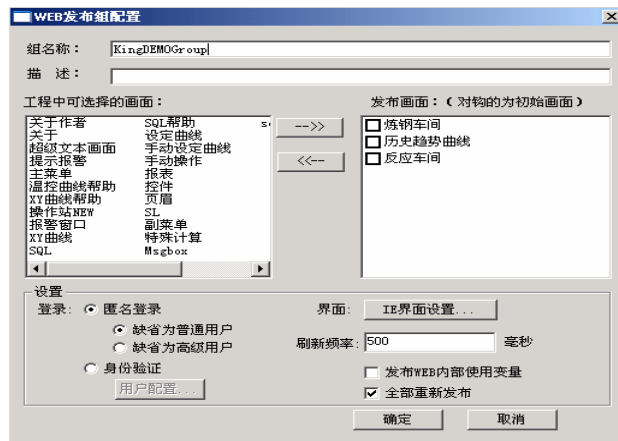 WEB发布组配置
组名称： KingDEMOGroup
描 述：
工程中可选择的画面：
发布画面：（对钩的为初始画面）
关于作者 SQL帮助
关于 设定曲线
超级文本画面 手动设定曲线
提示报警 手动操作
主菜单 报表
温控曲线帮助 控件
XY曲线帮助 页眉
操作站NEW SL
报警窗口 副菜单
XY曲线 特殊计算
SQL Msgbox
-->>
<<--
炼钢车间
历史趋势曲线
反应车间
设置
登录： 匿名登录
缺省为普通用户
缺省为高级用户
身份验证
用户配置...
界面： IE界面设置...
刷新频率： 500 毫秒
发布WEB内部使用变量
全部重新发布
确定 取消